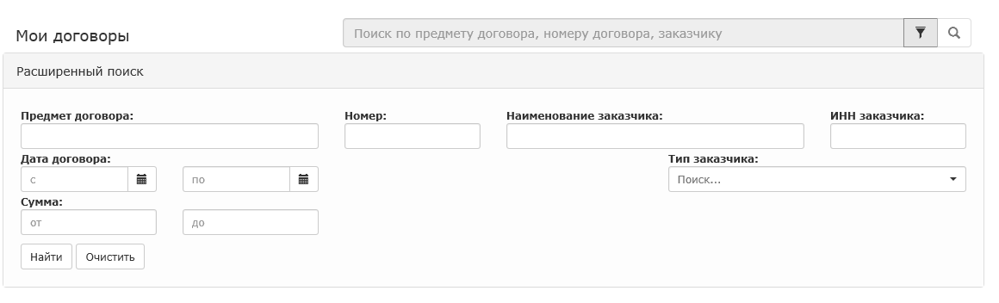 Мои договоры
Поиск по предмету договора, номеру договора, заказчику
Расширенный поиск
Предмет договора: Номер: Наименование заказчика: ИНН заказчика:
Дата договора: Тип заказчика:
с по Поиск...
Сумма:
от до
Найти Очистить